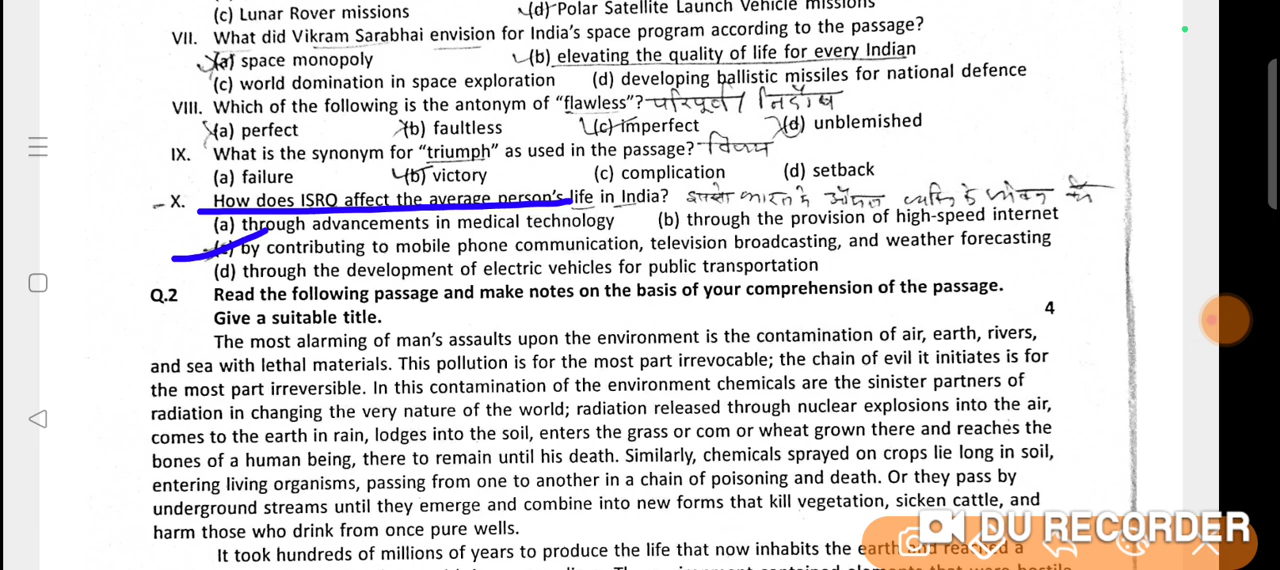 (c) Lunar Rover missions (d) Polar Satellite Launch Vehicle missions
VII. What did Vikram Sarabhai envision for India's space program according to the passage?
(a) space monopoly (b) elevating the quality of life for every Indian
(c) world domination in space exploration (d) developing ballistic missiles for national defence
VIII. Which of the following is the antonym of "flawless"?
(a) perfect (b) faultless (c) imperfect (d) unblemished
IX. What is the synonym for "triumph" as used in the passage? विजय
(a) failure (b) victory (c) complication (d) setback
X. How does ISRO affect the average person's life in India?
(a) through advancements in medical technology (b) through the provision of high-speed internet
(c) by contributing to mobile phone communication, television broadcasting, and weather forecasting
(d) through the development of electric vehicles for public transportation
Q.2 Read the following passage and make notes on the basis of your comprehension of the passage.
Give a suitable title. 4
The most alarming of man's assaults upon the environment is the contamination of air, earth, rivers,
and sea with lethal materials. This pollution is for the most part irrevocable; the chain of evil it initiates is for
the most part irreversible. In this contamination of the environment chemicals are the sinister partners of
radiation in changing the very nature of the world; radiation released through nuclear explosions into the air,
comes to the earth in rain, lodges into the soil, enters the grass or com or wheat grown there and reaches the
bones of a human being, there to remain until his death. Similarly, chemicals sprayed on crops lie long in soil,
entering living organisms, passing from one to another in a chain of poisoning and death. Or they pass by
underground streams until they emerge and combine into new forms that kill vegetation, sicken cattle, and
harm those who drink from once pure wells.
It took hundreds of millions of years to produce the life that now inhabits the earth and reached a
DU RECORDER